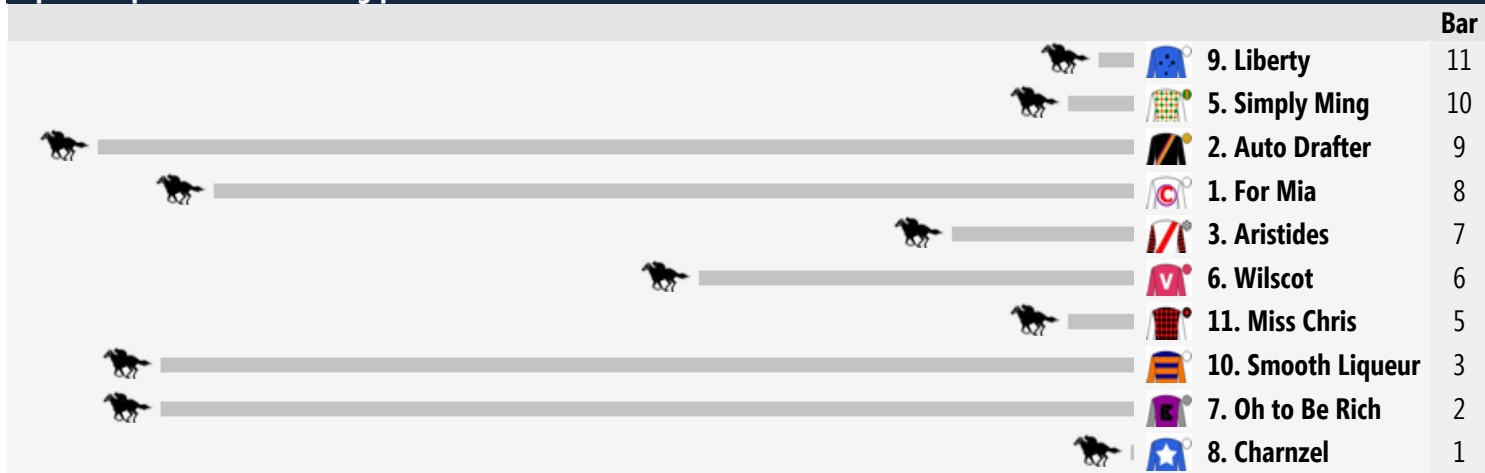 Bar
9. Liberty 11
5. Simply Ming 10
2. Auto Drafter 9
1. For Mia 8
C
3. Aristides 7
6. Wilscot 6
V
11. Miss Chris 5
10. Smooth Liqueur 3
7. Oh to Be Rich 2
8. Charnzel 1